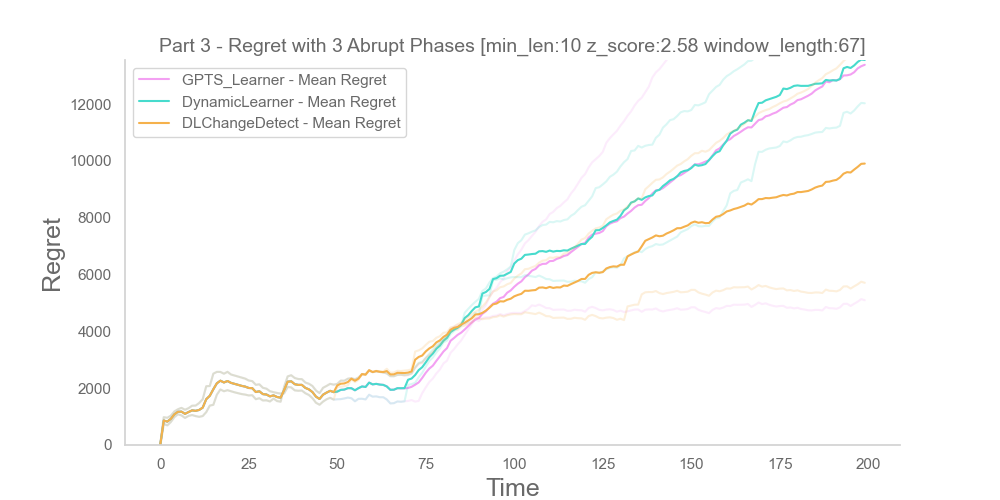 Part 3 - Regret with 3 Abrupt Phases [min_len:10 z_score:2.58 window_length:67]
GPTS_Learner - Mean Regret
DynamicLearner - Mean Regret
DLChangeDetect - Mean Regret
12000
10000
8000
6000
4000
2000
0
Regret
0 25 50 75 100 125 150 175 200
Time